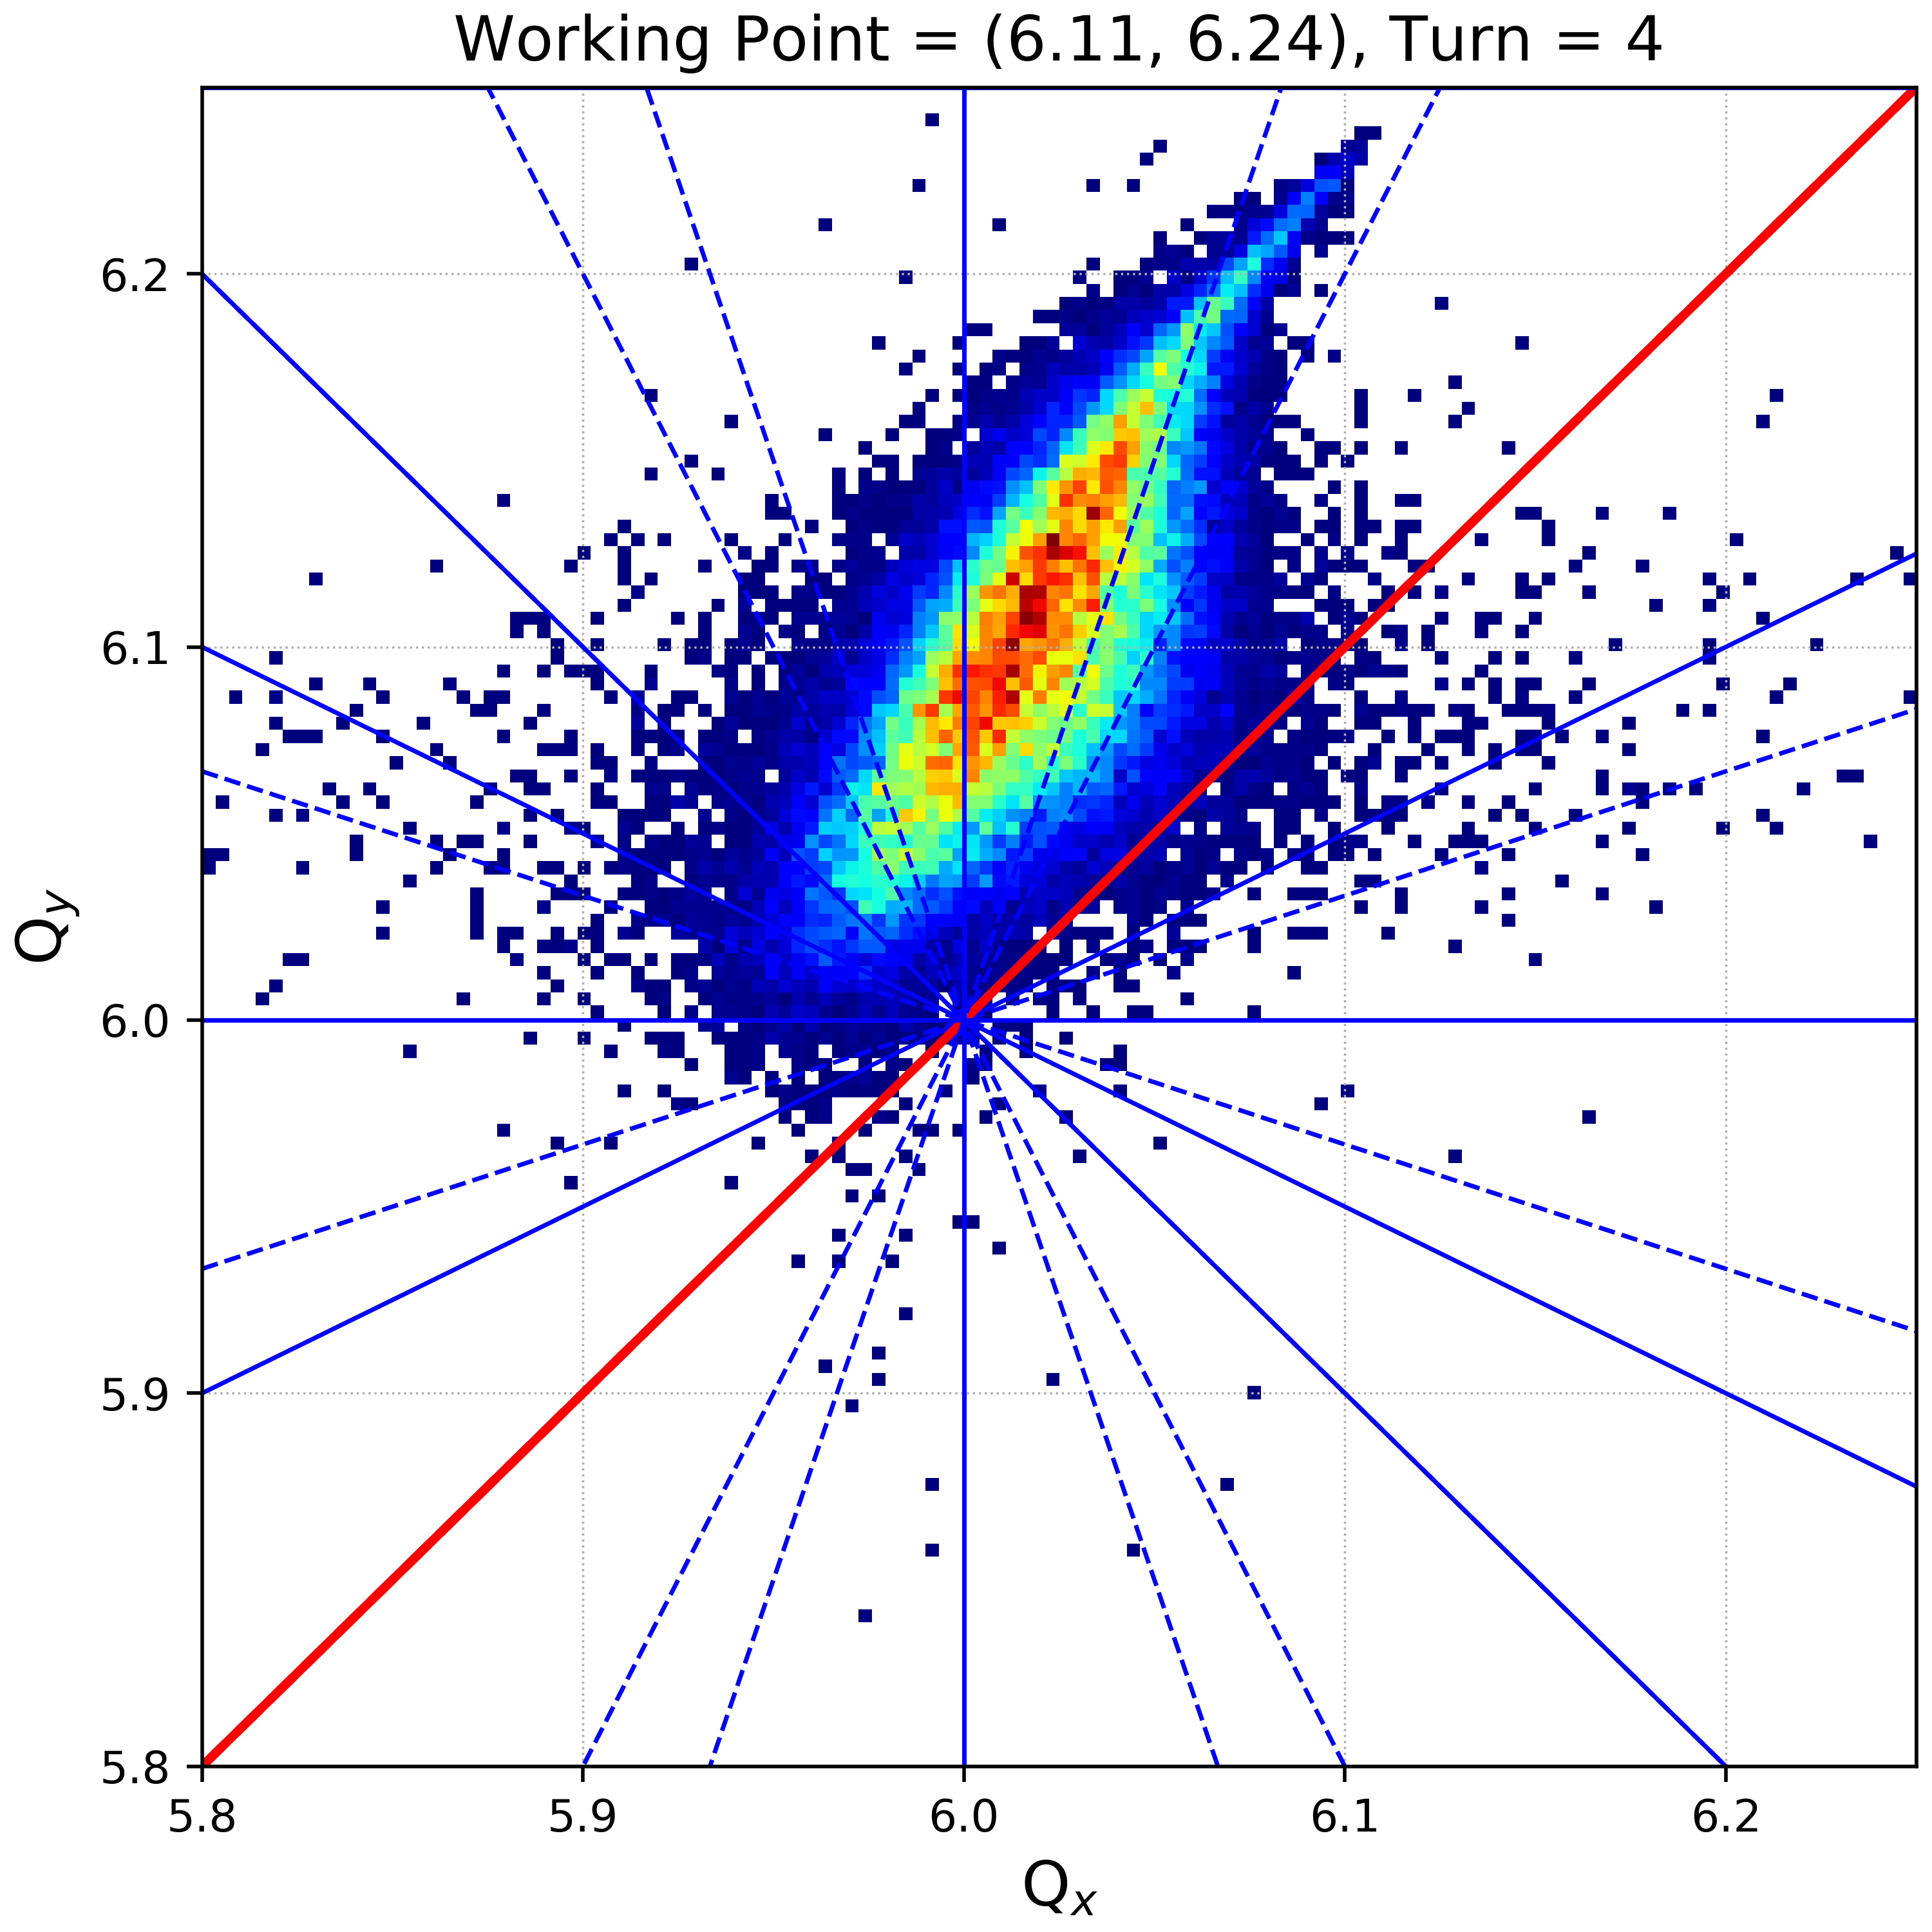 Working Point = (6.11, 6.24), Turn = 4
6.2
6.1
6.0
5.9
5.8
Qy
5.8 5.9 6.0 6.1 6.2
Qx